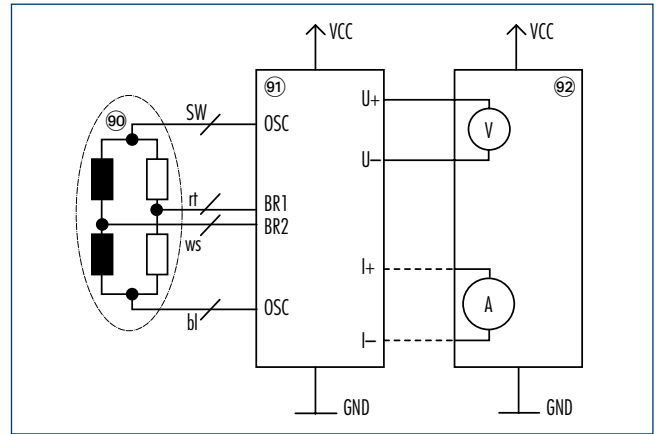 VCC
VCC
90
91
92
SW
OSC
U+
V
U–
rt
BR1
BR2
ws
I+
A
OSC
bl
I–
GND
GND